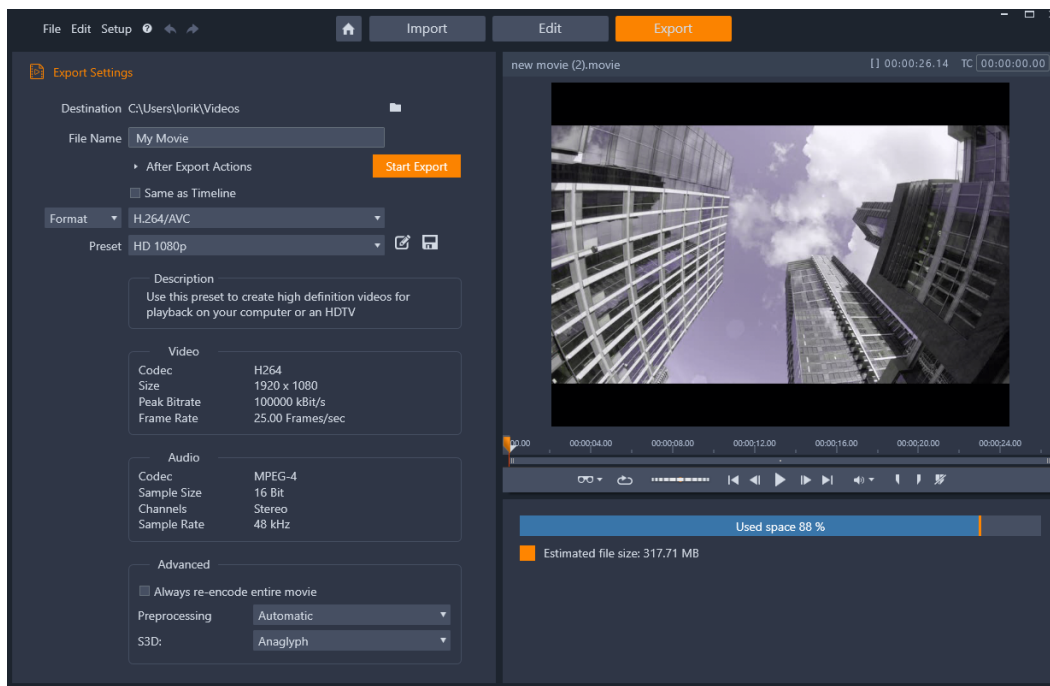 File Edit Setup ? Import Edit Export
Export Settings
new movie (2).movie [] 00:00:26.14 TC 00:00:00.00
Destination C:\Users\lorik\Videos
File Name My Movie
After Export Actions Start Export
Same as Timeline
Format H.264/AVC
Preset HD 1080p
Description
Use this preset to create high definition videos for
playback on your computer or an HDTV
Video
Codec H264
Size 1920 x 1080
Peak Bitrate 100000 kBit/s
Frame Rate 25.00 Frames/sec
Audio
Codec MPEG-4
Sample Size 16 Bit
Channels Stereo
Sample Rate 48 kHz
Advanced
Always re-encode entire movie
Preprocessing Automatic
S3D: Anaglyph
00:00;04.00 00:00;08.00 00:00;12.00 00:00;16.00 00:00;20.00 00:00;24.00
Used space 88 %
Estimated file size: 317.71 MB